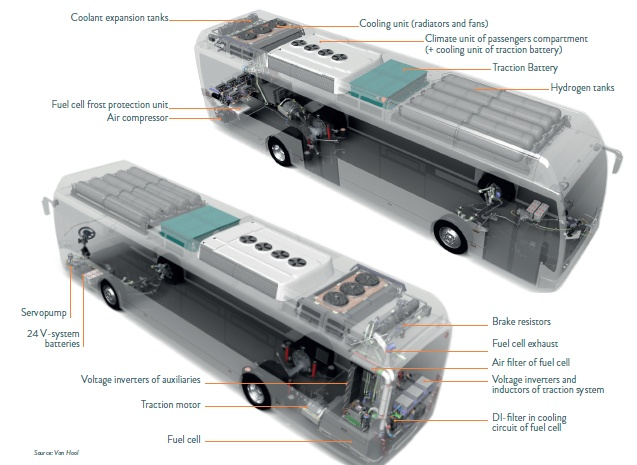 Coolant expansion tanks
Cooling unit (radiators and fans)
Climate unit of passengers compartment
(+ cooling unit of traction battery)
Traction Battery
Hydrogen tanks
Fuel cell frost protection unit
Air compressor
Servopump
24 V-system
batteries
Brake resistors
Fuel cell exhaust
Air filter of fuel cell
Voltage inverters and
inductors of traction system
Voltage inverters of auxiliaries
Traction motor
DI-filter in cooling
circuit of fuel cell
Fuel cell
Source: Van Hool